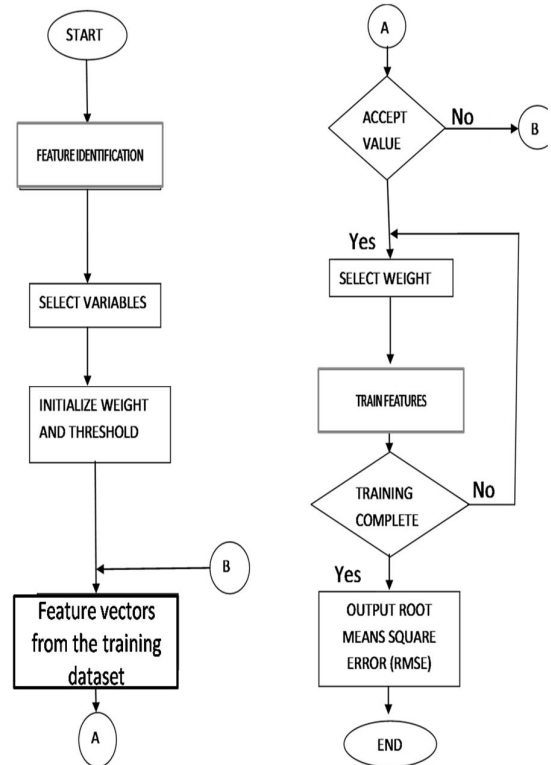 START
FEATURE IDENTIFICATION
SELECT VARIABLES
INITIALIZE WEIGHT
AND THRESHOLD
B
Feature vectors
from the training
dataset
A
A
ACCEPT
VALUE
No
B
Yes
SELECT WEIGHT
TRAIN FEATURES
TRAINING
COMPLETE
No
Yes
OUTPUT ROOT
MEANS SQUARE
ERROR (RMSE)
END